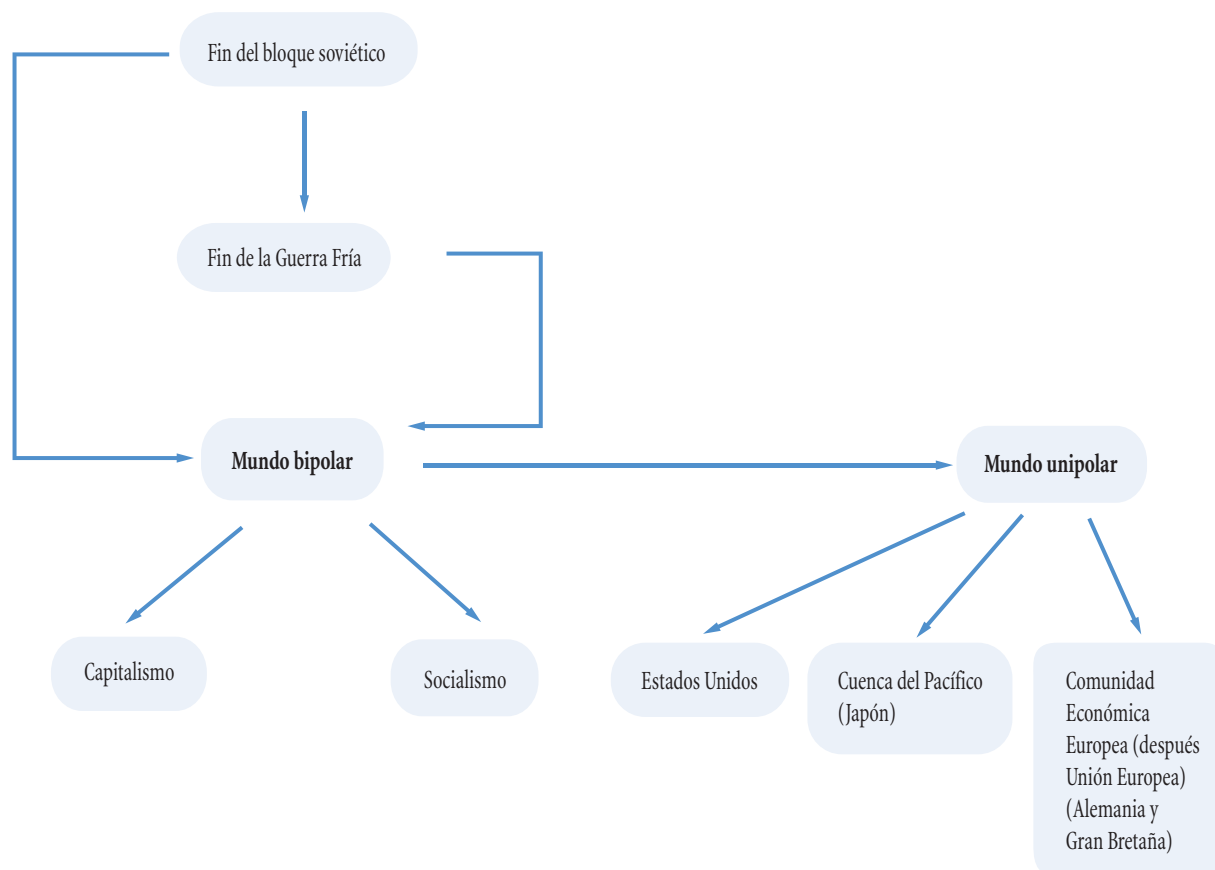 Fin del bloque soviético
Fin de la Guerra Fría
Mundo bipolar
Mundo unipolar
Capitalismo
Socialismo
Estados Unidos
Cuenca del Pacífico
(Japón)
Comunidad
Económica
Europea (después
Unión Europea)
(Alemania y
Gran Bretaña)